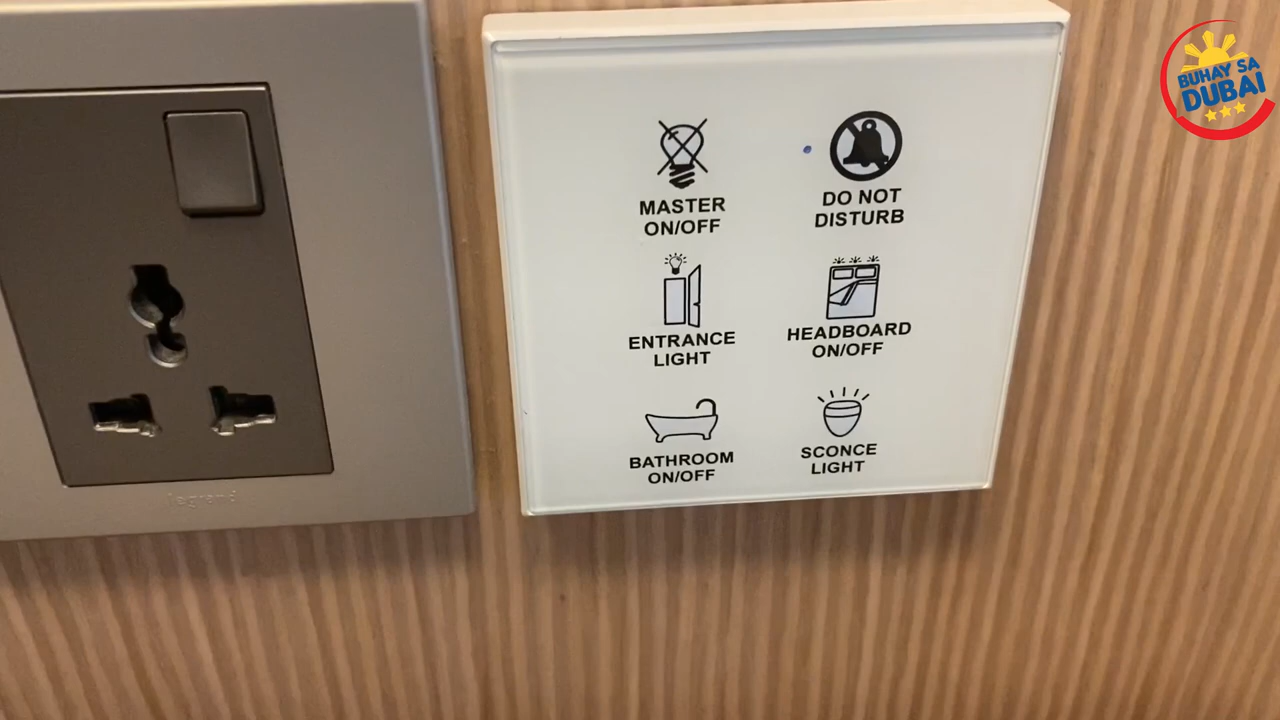 BUHAY SA
DUBAI
MASTER
ON/OFF
DO NOT
DISTURB
ENTRANCE
LIGHT
HEADBOARD
ON/OFF
BATHROOM
ON/OFF
SCONCE
LIGHT
legrand